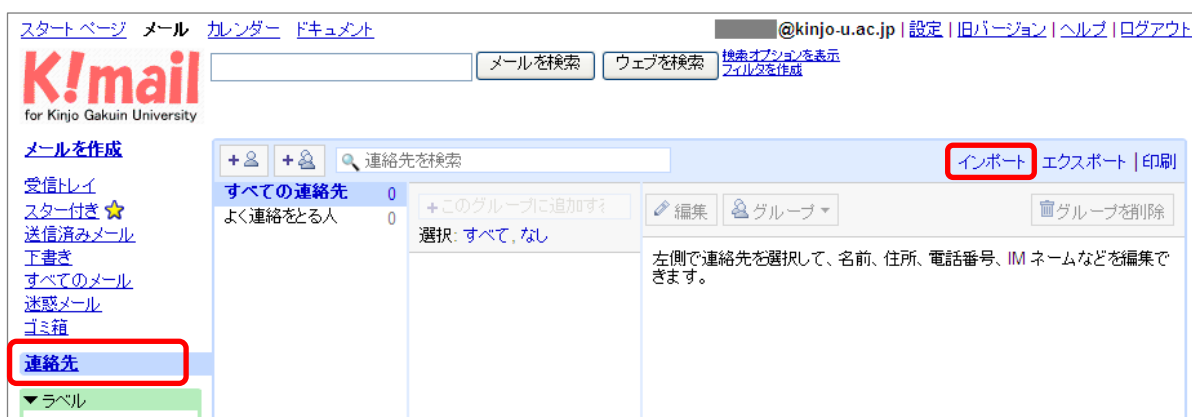 スタート ページ メール カレンダー ドキュメント @kinjo-u.ac.jp | 設定 | 旧バージョン | ヘルプ | ログアウト
K!mail
for Kinjo Gakuin University
メールを検索 ウェブを検索 検索オプションを表示
フィルタを作成
メールを作成
受信トレイ
スター付き
送信済みメール
下書き
すべてのメール
迷惑メール
ゴミ箱
連絡先
▼ラベル
連絡先を検索 インポート エクスポート | 印刷
すべての連絡先 0
よく連絡をとる人 0
+このグループに追加する
選択: すべて, なし
編集 グループ▼ グループを削除
左側で連絡先を選択して、名前、住所、電話番号、IM ネームなどを編集で
きます。